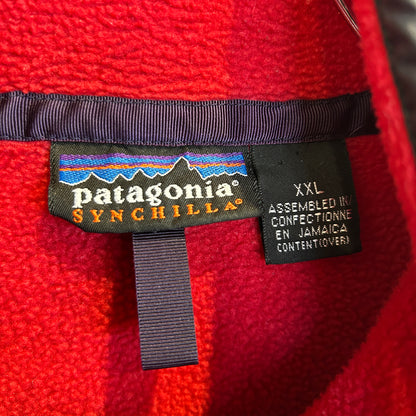 patagonia®
SYNCHILLA®
XXL
ASSEMBLED IN/
CONFECTIONNE
EN JAMAICA
CONTENT(OVER)